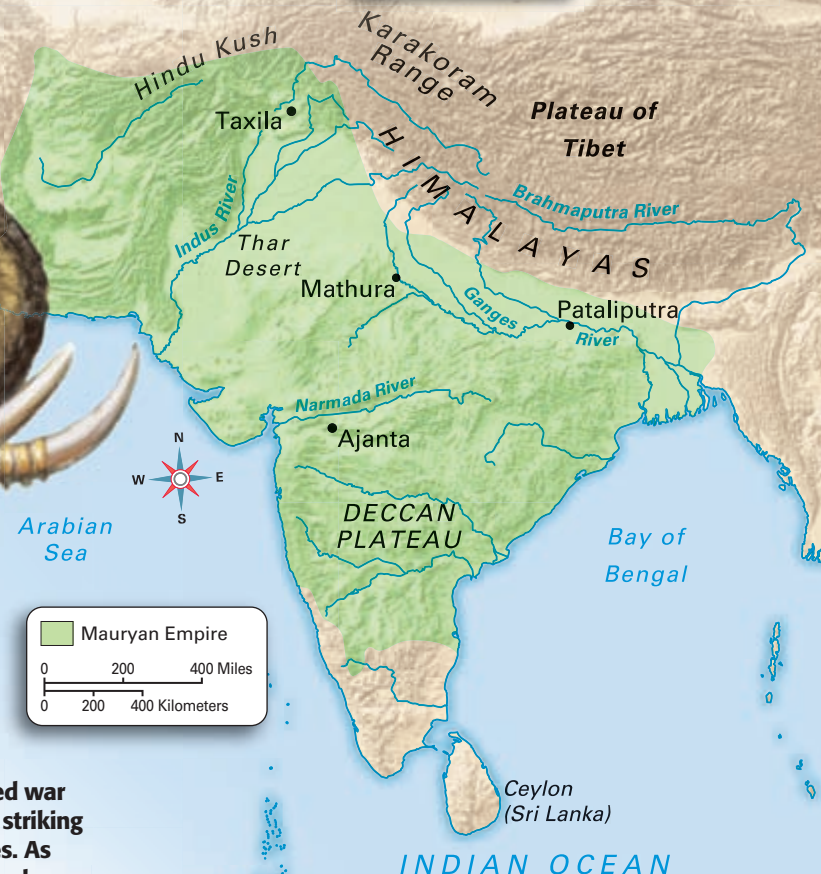 Hindu Kush
Karakoram
Range
Plateau of
Tibet
Taxila
HIMALAYAS
Brahmaputra River
Indus River
Thar
Desert
Mathura
Ganges
River
Pataliputra
Narmada River
Ajanta
N
W
E
S
DECCAN
PLATEAU
Arabian
Sea
Bay of
Bengal
Mauryan Empire
0 200 400 Miles
0 200 400 Kilometers
Ceylon
(Sri Lanka)
INDIAN OCEAN
ed war
striking
es. As